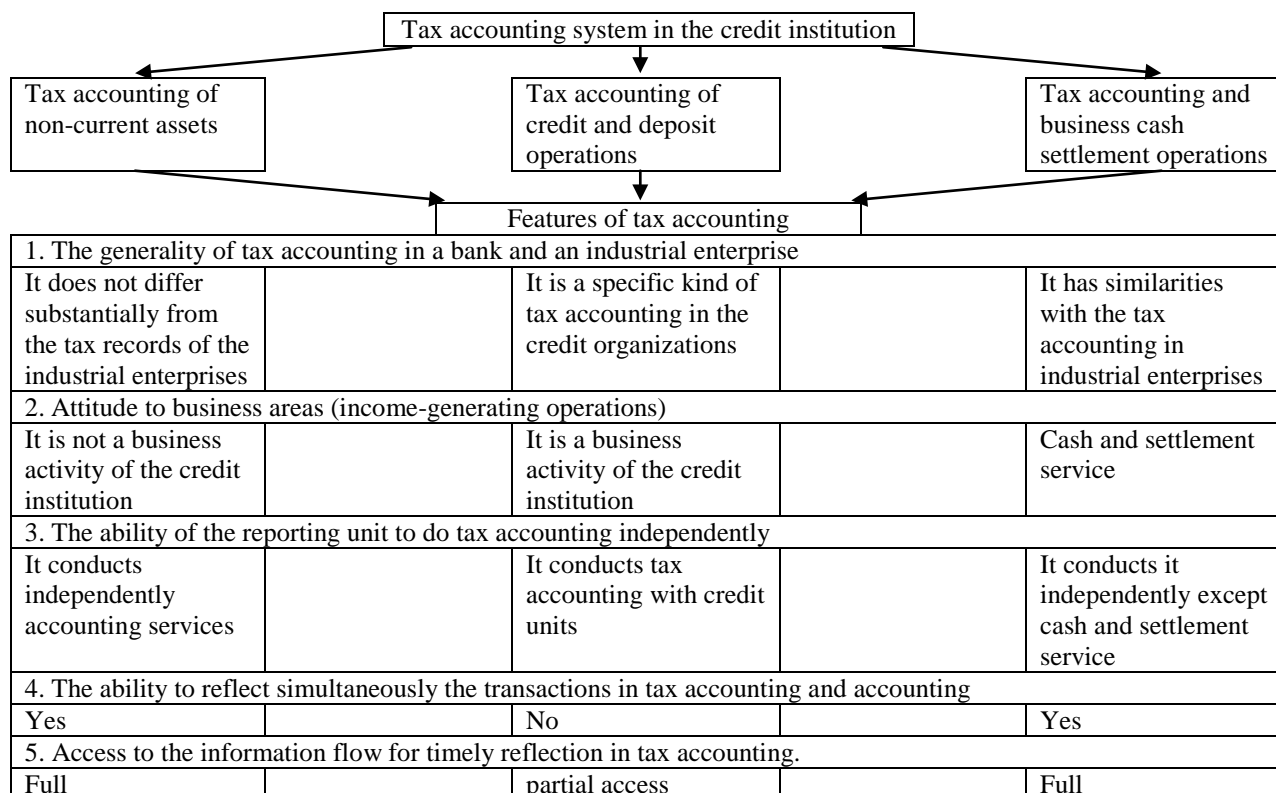 Tax accounting system in the credit institution
Tax accounting of
non-current assets
Tax accounting of
credit and deposit
operations
Tax accounting and
business cash
settlement operations
Features of tax accounting
1. The generality of tax accounting in a bank and an industrial enterprise
It does not differ
substantially from
the tax records of the
industrial enterprises
It is a specific kind of
tax accounting in the
credit organizations
It has similarities
with the tax
accounting in
industrial enterprises
2. Attitude to business areas (income-generating operations)
It is not a business
activity of the credit
institution
It is a business
activity of the credit
institution
Cash and settlement
service
3. The ability of the reporting unit to do tax accounting independently
It conducts
independently
accounting services
It conducts tax
accounting with credit
units
It conducts it
independently except
cash and settlement
service
4. The ability to reflect simultaneously the transactions in tax accounting and accounting
Yes
No
Yes
5. Access to the information flow for timely reflection in tax accounting.
Full
partial access
Full